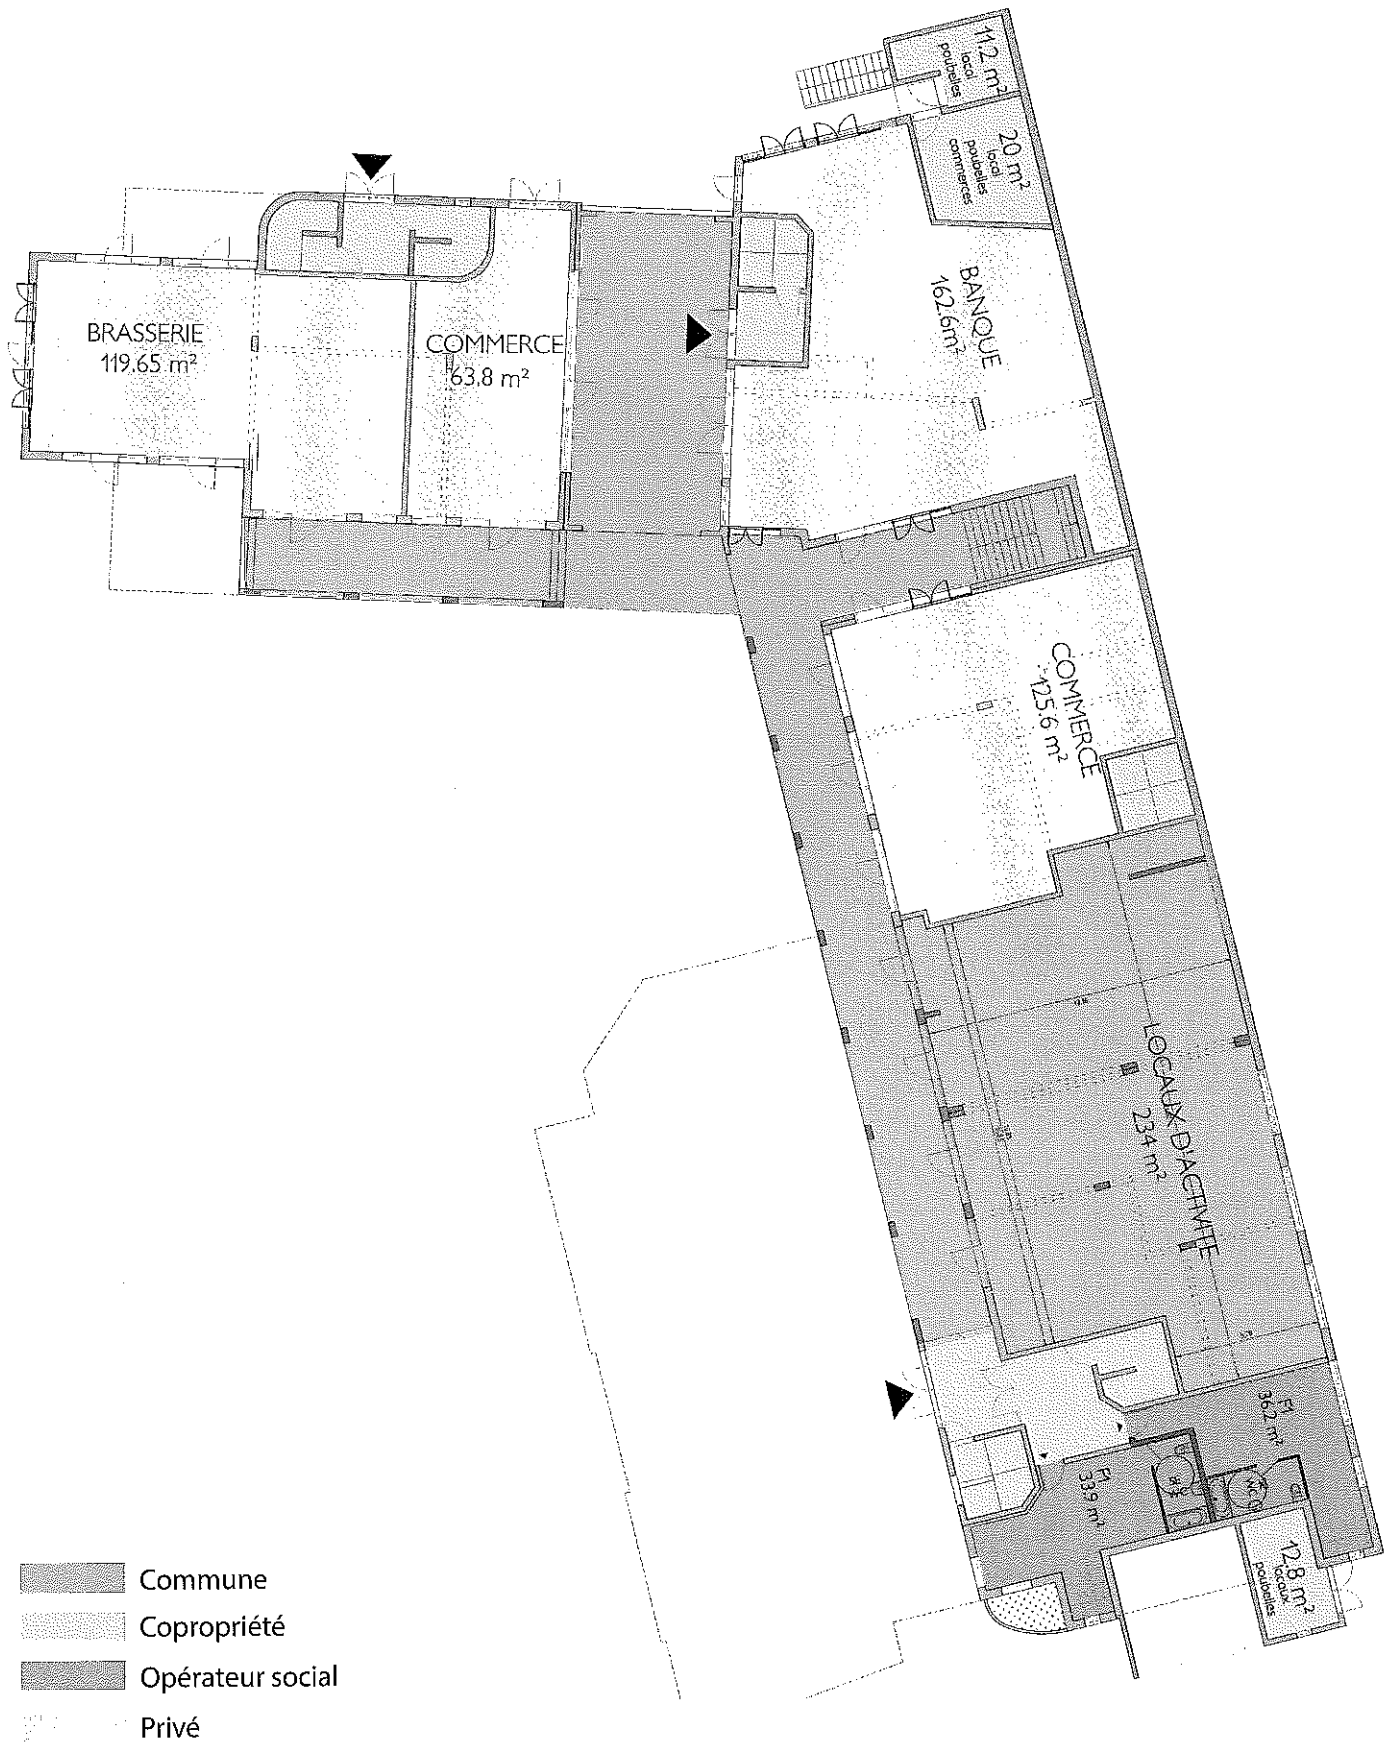 11.2 m²
local
poubelles
20 m²
local
poubelles
commerces
BRASSERIE
119.65 m²
COMMERCE
63.8 m²
BANQUE
162.6m²
COMMERCE
125.6 m²
LOCAUX D'ACTIVITE
234 m²
F1
36.2 m²
F1
33.9 m²
12.8 m²
locaux
poubelles
Commune
Copropriété
Opérateur social
Privé